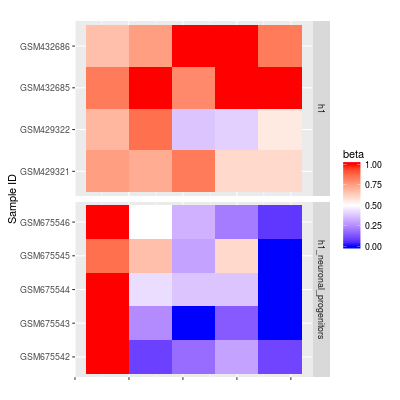 GSM432686
GSM432685
GSM429322
GSM429321
h1
GSM675546
GSM675545
GSM675544
GSM675543
GSM675542
h1_neuronal_progenitors
Sample ID
beta
1.00
0.75
0.50
0.25
0.00